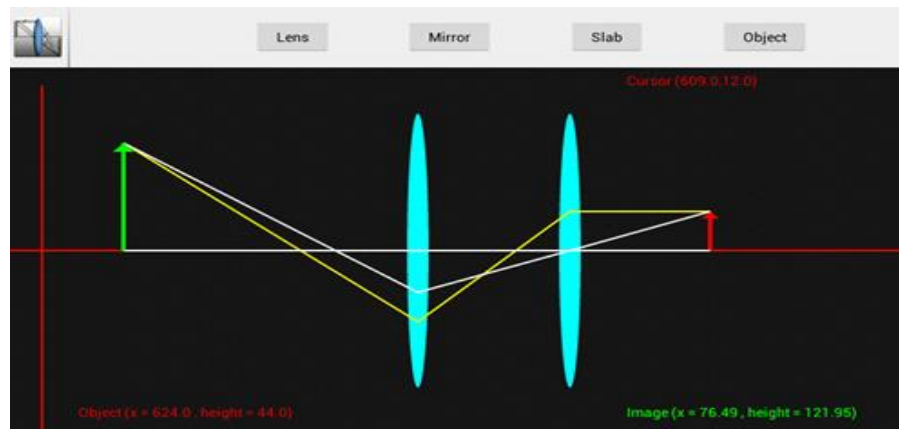 Lens Mirror Slab Object
Cursor (609.0,12.0)
Object (x = 624.0 , height = 44.0)
Image (x = 76.49 , height = 121.95)